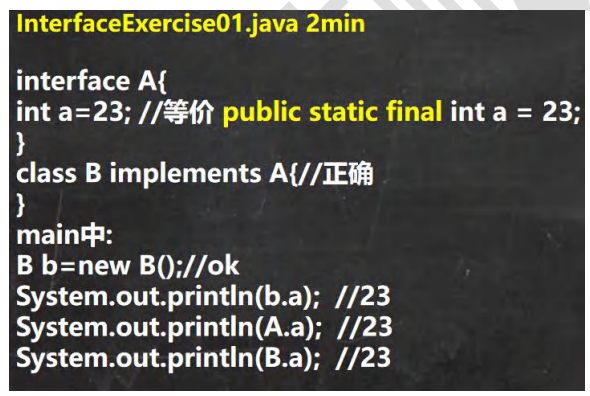 InterfaceExercise01.java 2min
interface A{
int a=23; //等价 public static final int a = 23;
}
class B implements A{//正确
}
main中:
B b=new B();//ok
System.out.println(b.a); //23
System.out.println(A.a); //23
System.out.println(B.a); //23